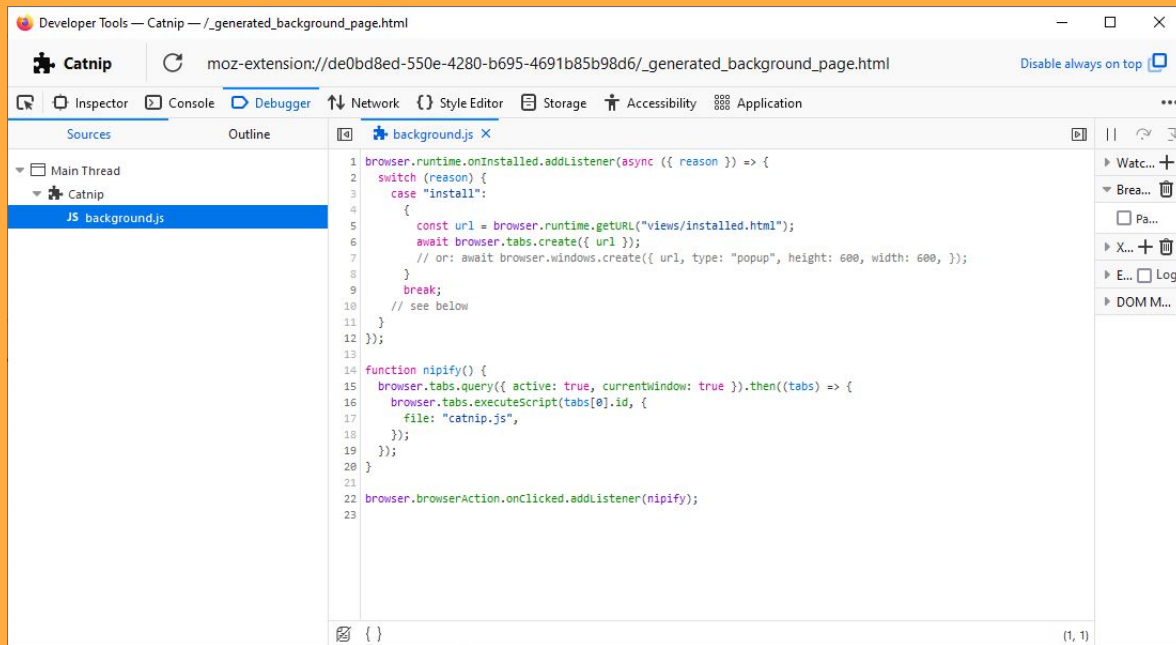 Developer Tools — Catnip — /_generated_background_page.html
Catnip
moz-extension://de0bd8ed-550e-4280-b695-4691b85b98d6/_generated_background_page.html
Disable always on top
Inspector Console Debugger Network {} Style Editor Storage Accessibility Application
Sources Outline background.js
Main Thread
Catnip
JS background.js
1 browser.runtime.onInstalled.addListener(async ({ reason }) => {
2   switch (reason) {
3     case "install":
4       {
5         const url = browser.runtime.getURL("views/installed.html");
6         await browser.tabs.create({ url });
7         // or: await browser.windows.create({ url, type: "popup", height: 600, width: 600, });
8       }
9       break;
10     // see below
11   }
12 });
13
14 function nipify() {
15   browser.tabs.query({ active: true, currentWindow: true }).then((tabs) => {
16     browser.tabs.executeScript(tabs[0].id, {
17       file: "catnip.js",
18     });
19   });
20 }
21
22 browser.browserAction.onClicked.addListener(nipify);
23
Watc...
Brea...
Pa...
X...
E... Log
DOM M...
{ }
(1, 1)